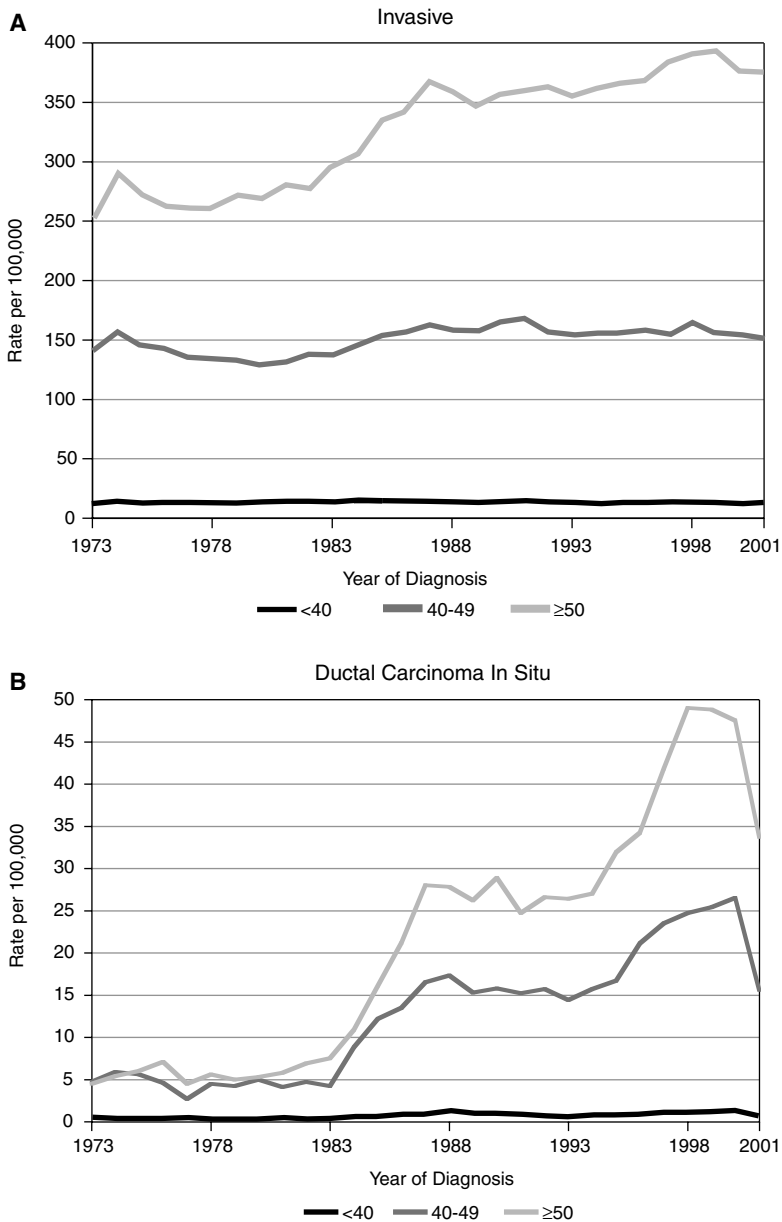 A
Invasive
400
350
300
250
200
150
100
50
0
Rate per 100,000
1973 1978 1983 1988 1993 1998 2001
Year of Diagnosis
<40 40-49 ≥50
B
Ductal Carcinoma In Situ
50
45
40
35
30
25
20
15
10
5
0
Rate per 100,000
1973 1978 1983 1988 1993 1998 2001
Year of Diagnosis
<40 40-49 ≥50